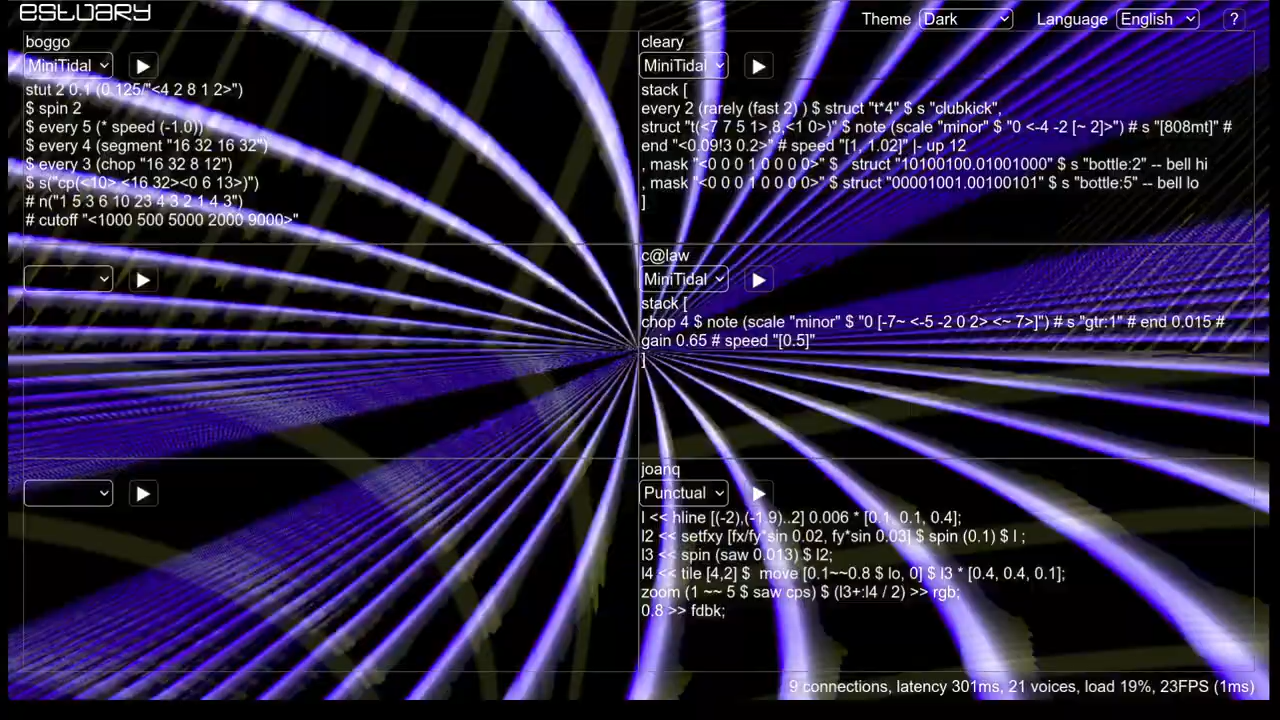 estuary
Theme Dark Language English ?
boggo
MiniTidal
stut 2 0.1 (0.125/"<4 2 8 1 2>")
$ spin 2
$ every 5 (* speed (-1.0))
$ every 4 (segment "16 32 16 32")
$ every 3 (chop "16 32 8 12")
$ s("cp(<10> <16 32><0 6 13>)")
# n("1 5 3 6 10 23 4 3 2 1 4 3")
# cutoff "<1000 500 5000 2000 9000>"
cleary
MiniTidal
stack [
every 2 (rarely (fast 2) ) $ struct "t*4" $ s "clubkick",
struct "t(<7 7 5 1>,8,<1 0>)" $ note (scale "minor" $ "0 <-4 -2 [~ 2]>") # s "[808mt]" #
end "<0.09!3 0.2>" # speed "[1, 1.02]" |- up 12
, mask "<0 0 0 1 0 0 0 0>" $ struct "10100100.01001000" $ s "bottle:2" -- bell hi
, mask "<0 0 0 1 0 0 0 0>" $ struct "00001001.00100101" $ s "bottle:5" -- bell lo
]
c@law
MiniTidal
stack [
chop 4 $ note (scale "minor" $ "0 [-7~ <-5 -2 0 2> <~ 7>]") # s "gtr:1" # end 0.015 #
gain 0.65 # speed "[0.5]"
]
joanq
Punctual
l << hline [(-2),(-1.9)..2] 0.006 * [0.1, 0.1, 0.4];
l2 << setfxy [fx/fy*sin 0.02, fy*sin 0.03] $ spin (0.1) $ l ;
l3 << spin (saw 0.013) $ l2;
l4 << tile [4,2] $ move [0.1~~0.8 $ lo, 0] $ l3 * [0.4, 0.4, 0.1];
zoom (1 ~~ 5 $ saw cps) $ (l3+:l4 / 2) >> rgb;
0.8 >> fdbk;
9 connections, latency 301ms, 21 voices, load 19%, 23FPS (1ms)